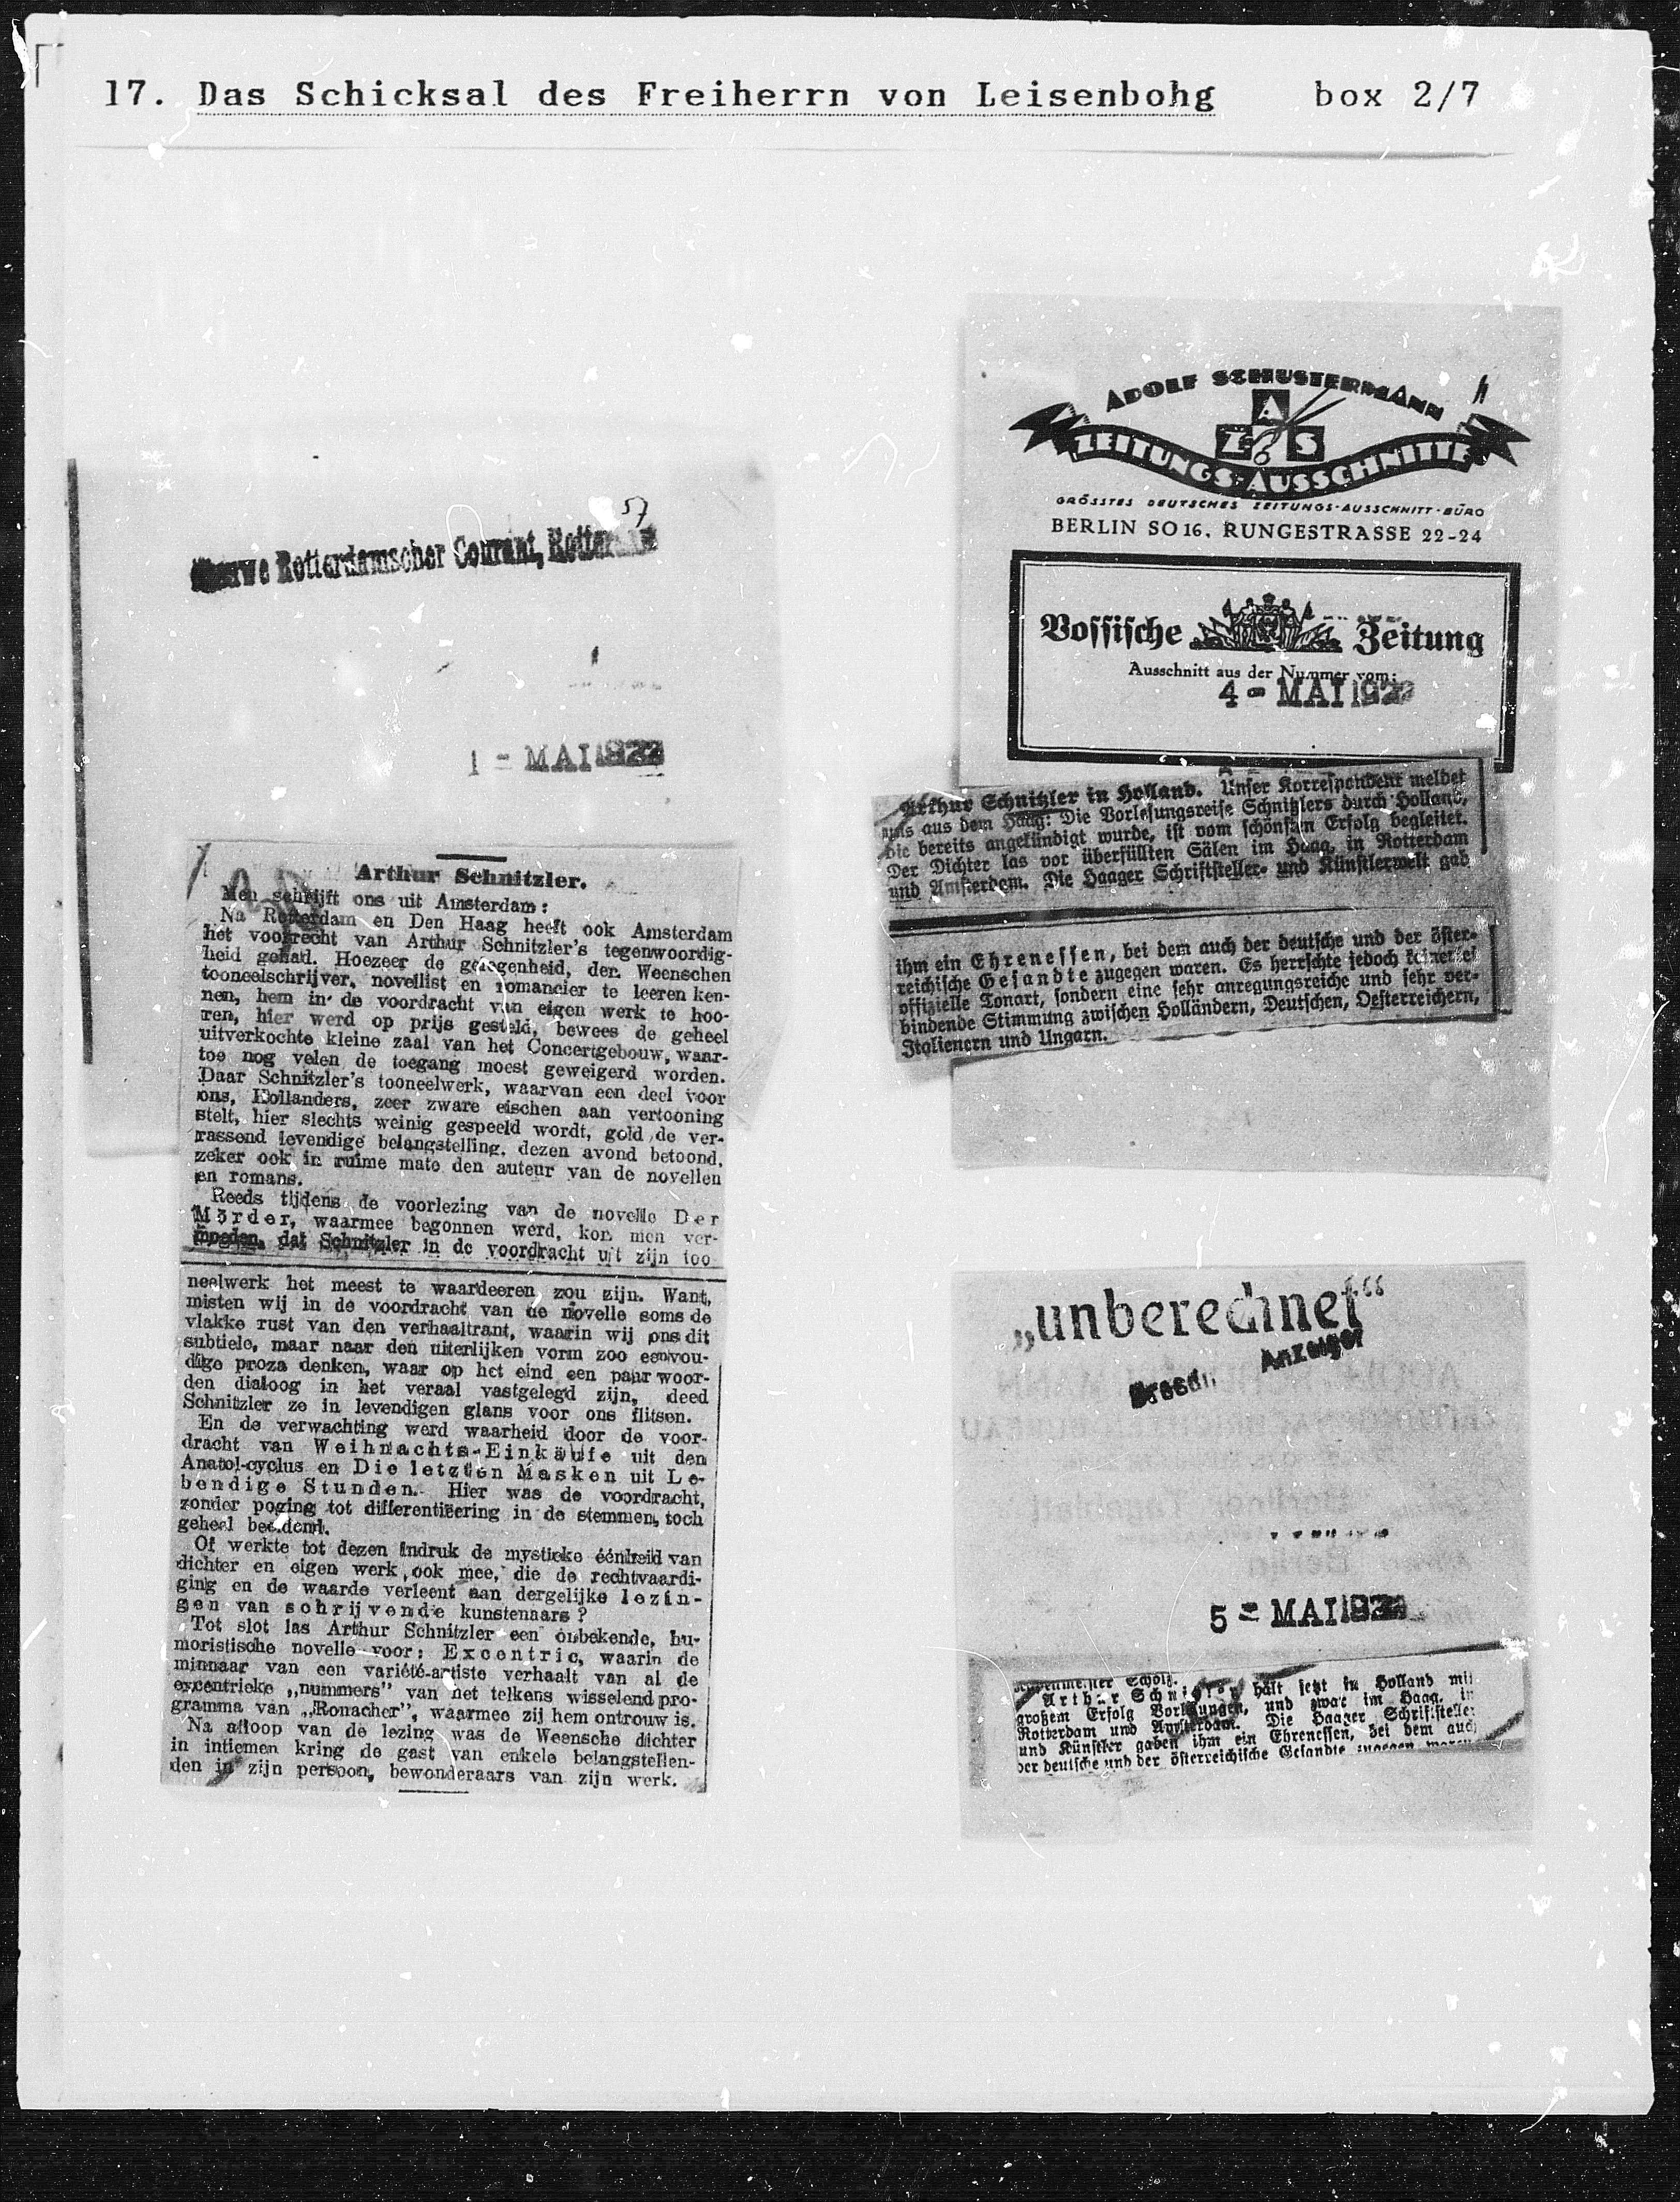 17. Das Schicksal des Freiherrn von Leisenbohg box 2/7
57
Rotterdamscher Courant,
1 - MAI
Arthur Schnitzler.
Men schrijft ons uit Amsterdam:
Na Rotterdam en Den Haag heeft ook Amsterdam
het voorrecht van Arthur Schnitzler's tegenwoordig-
heid gehad. Hoezeer de gelegenheid, den Weenschen
tooneelschrijver, novellist en romancier te leeren ken-
nen, hem in de voordracht van eigen werk te hoo-
ren, hier werd op prijs gesteld, bewees de geheel
uitverkochte kleine zaal van het Concertgebouw, waar-
toe nog velen de toegang moest geweigerd worden.
Daar Schnitzler's tooneelwerk, waarvan een deel voor
ons, Hollanders, zeer zware eischen aan vertooning
stelt, hier slechts weinig gespeeld wordt, gold de ver-
rassend levendige belangstelling, dezen avond betoond,
zeker ook in ruime mate den auteur van de novellen
en romans.
Reeds tijdens de voorlezing van de novelle Der
Mörder, waarmee begonnen werd, kon men ver-
moeden, dat Schnitzler in de voordracht uit zijn too-
neelwerk het meest te waardeeren zou zijn. Want,
misten wij in de voordracht van de novelle soms de
vlakke rust van den verhaaltrant, waarin wij ons dit
subtiele, maar naar den uiterlijken vorm zoo eenvou-
dige proza denken, waar op het eind een paar woor-
den dialoog in het veraal vastgelegd zijn, deed
Schnitzler ze in levendigen glans voor ons flitsen.
En de verwachting werd waarheid door de voor-
dracht van Weihnachts-Einkäufe uit den
Anatol-cyclus en Die letzten Masken uit Le-
bendige Stunden. Hier was de voordracht,
zonder poging tot differentiëering in de stemmen, toch
geheel beeldend.
Of werkte tot dezen indruk de mystieke éénheid van
dichter en eigen werk ook mee, die de rechtvaardi-
ging en de waarde verleent aan dergelijke lezin-
gen van schrijvende kunstenaars?
Tot slot las Arthur Schnitzler een onbekende, hu-
moristische novelle voor: Excentric, waarin de
minnaar van een variété-artiste verhaalt van al de
excentrieke „nummers” van het telkens wisselend pro-
gramma van „Ronacher”, waarmee zij hem ontrouw is.
Na afloop van de lezing was de Weensche dichter
in intiemen kring de gast van enkele belangstellen-
den in zijn persoon, bewonderaars van zijn werk.
ADOLF SCHUSTERMANN
A
Z S
ZEITUNGS-AUSSCHNITTE
GRÖSSTES DEUTSCHES ZEITUNGS-AUSSCHNITT-BÜRO
BERLIN SO 16. RUNGESTRASSE 22-24
Vossische Zeitung
Ausschnitt aus der Nummer vom:
4 - MAI
Arthur Schnitzler in Holland. Unser Korrespondent meldet
uns aus dem Haag: Die Vorlesungsreise Schnitzlers durch Holland,
die bereits angekündigt wurde, ist vom schönsten Erfolg begleitet.
Der Dichter las vor überfüllten Sälen im Haag, in Rotterdam
und Amsterdam. Die Haager Schriftsteller- und Künstlerwelt gab
ihm ein Ehrenessen, bei dem auch der deutsche und der öster-
reichische Gesandte zugegen waren. Es herrschte jedoch keinerlei
offizielle Tonart, sondern eine sehr anregungsreiche und sehr ver-
bindende Stimmung zwischen Holländern, Deutschen, Oesterreichern,
Italienern und Ungarn.
„unberechnet“
Anzeiger
5 - MAI
Arthur Schnitzler hält jetzt in Holland mit
großem Erfolg Vorlesungen, und zwar im Haag, in
Rotterdam und Amsterdam. Die Haager Schriftsteller
und Künstler gaben ihm ein Ehrenessen, bei dem auch
der deutsche und der österreichische Gesandte zugegen waren.